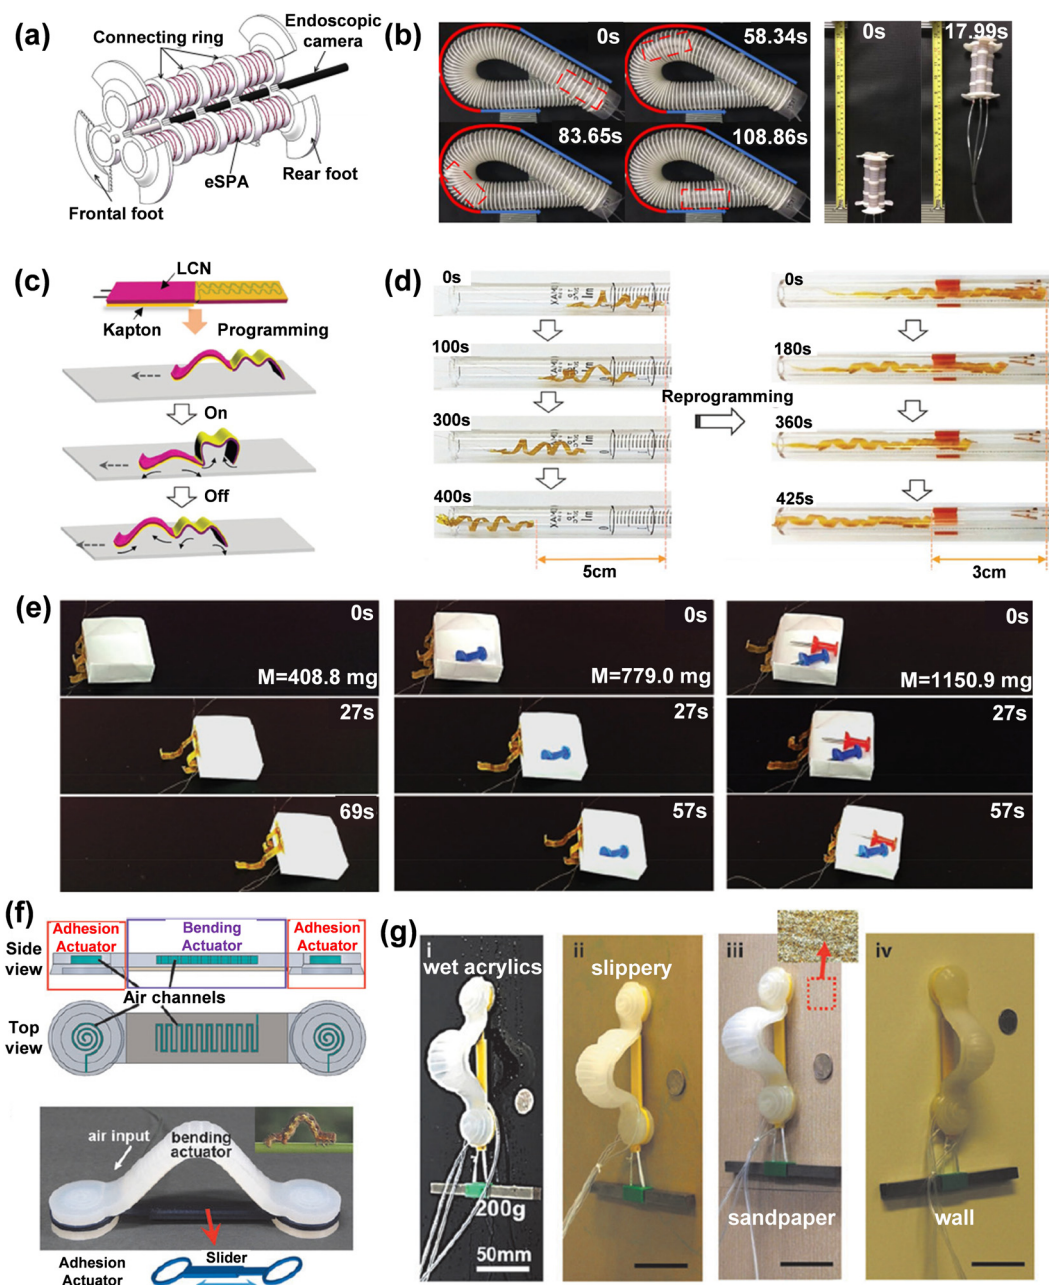 (a)
Connecting ring
Endoscopic
camera
eSPA
Rear foot
Frontal foot
(b)
0s
58.34s
83.65s
108.86s
0s
17.99s
(c)
LCN
Kapton
Programming
On
Off
(d)
0s
100s
300s
400s
5cm
Reprogramming
0s
180s
360s
425s
3cm
(e)
0s
M=408.8 mg
27s
69s
0s
M=779.0 mg
27s
57s
0s
M=1150.9 mg
27s
57s
(f)
Adhesion
Actuator
Bending
Actuator
Adhesion
Actuator
Side
view
Air channels
Top
view
air input
bending
actuator
Slider
Adhesion
Actuator
(g)
i
wet acrylics
200g
50mm
ii
slippery
iii
sandpaper
iv
wall